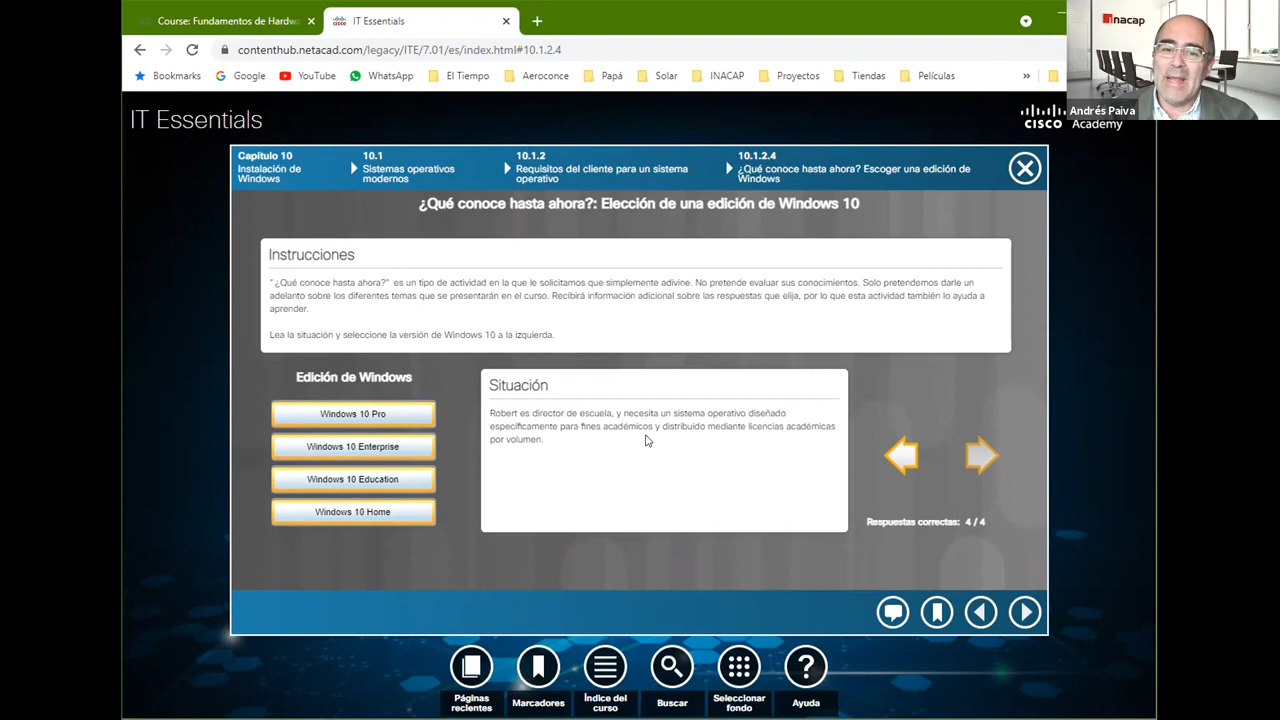 Course: Fundamentos de Hardwa
IT Essentials
contenthub.netacad.com/legacy/ITE/7.01/es/index.html#10.1.2.4
Bookmarks
Google
YouTube
WhatsApp
El Tiempo
Aeroconce
Papá
Solar
INACAP
Proyectos
Tiendas
Películas
»
inacap
Andrés Paiva
IT Essentials
CISCO Academy
Capítulo 10
Instalación de
Windows
10.1
Sistemas operativos
modernos
10.1.2
Requisitos del cliente para un sistema
operativo
10.1.2.4
¿Qué conoce hasta ahora? Escoger una edición de
Windows
¿Qué conoce hasta ahora?: Elección de una edición de Windows 10
Instrucciones
" ¿Qué conoce hasta ahora?" es un tipo de actividad en la que le solicitamos que simplemente adivine. No pretende evaluar sus conocimientos. Solo pretendemos darle un
adelanto sobre los diferentes temas que se presentarán en el curso. Recibirá información adicional sobre las respuestas que elija, por lo que esta actividad también lo ayuda a
aprender.
Lea la situación y seleccione la versión de Windows 10 a la izquierda.
Edición de Windows
Windows 10 Pro
Windows 10 Enterprise
Windows 10 Education
Windows 10 Home
Situación
Robert es director de escuela, y necesita un sistema operativo diseñado
específicamente para fines académicos y distribuido mediante licencias académicas
por volumen.
Respuestas correctas: 4 / 4
Páginas
recientes
Marcadores
Índice del
curso
Buscar
Seleccionar
fondo
?
Ayuda